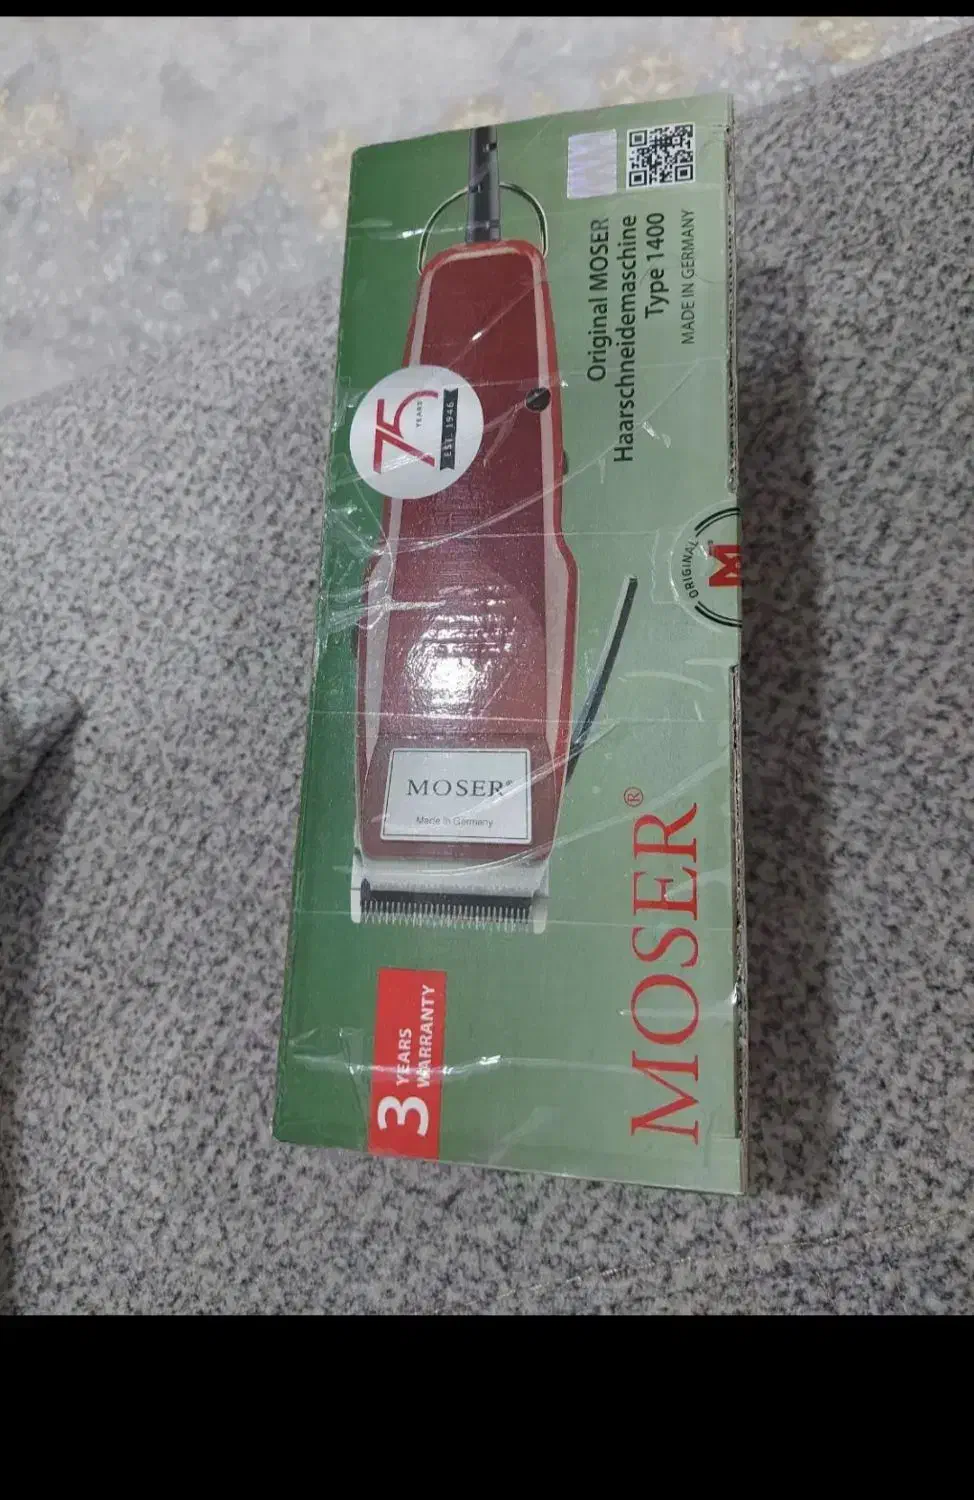 Original MOSER
Haarschneidemaschine
Type 1400
MADE IN GERMANY
75
YEARS
EST. 1946
ORIGINAL
M
MOSER®
Made in Germany
MOSER®
3 YEARS
WARRANTY